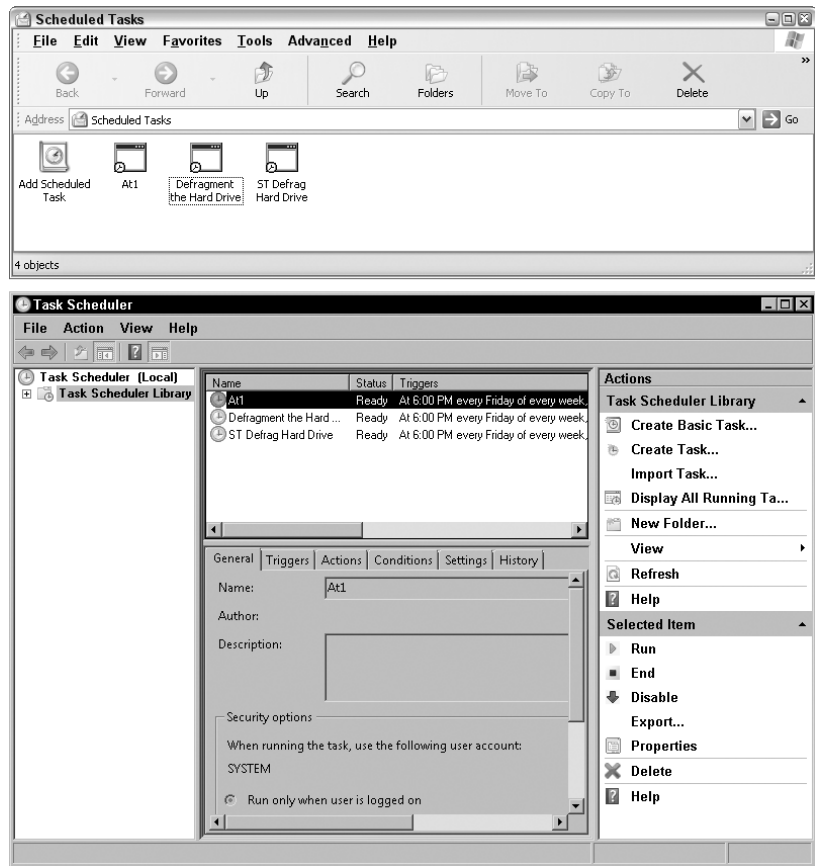 Scheduled Tasks
File Edit View Favorites Tools Advanced Help
Back Forward Up Search Folders Move To Copy To Delete
Address Scheduled Tasks Go
Add Scheduled Task
At1
Defragment the Hard Drive
ST Defrag Hard Drive
4 objects
Task Scheduler
File Action View Help
Task Scheduler (Local)
Task Scheduler Library
Name Status Triggers
At1 Ready At 6:00 PM every Friday of every week,
Defragment the Hard ... Ready At 6:00 PM every Friday of every week,
ST Defrag Hard Drive Ready At 6:00 PM every Friday of every week,
General Triggers Actions Conditions Settings History
Name: At1
Author:
Description:
Security options
When running the task, use the following user account:
SYSTEM
Run only when user is logged on
Actions
Task Scheduler Library
Create Basic Task...
Create Task...
Import Task...
Display All Running Ta...
New Folder...
View
Refresh
Help
Selected Item
Run
End
Disable
Export...
Properties
Delete
Help